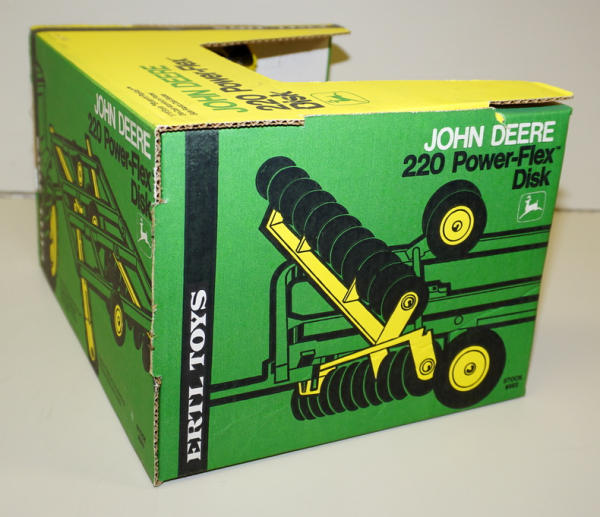 JOHN DEERE
220 Power-Flex
Disk
JOHN DEERE
220 Power-Flex
Disk
JOHN DEERE
220 Power-Flex™
Disk
ERTL TOYS
STOCK